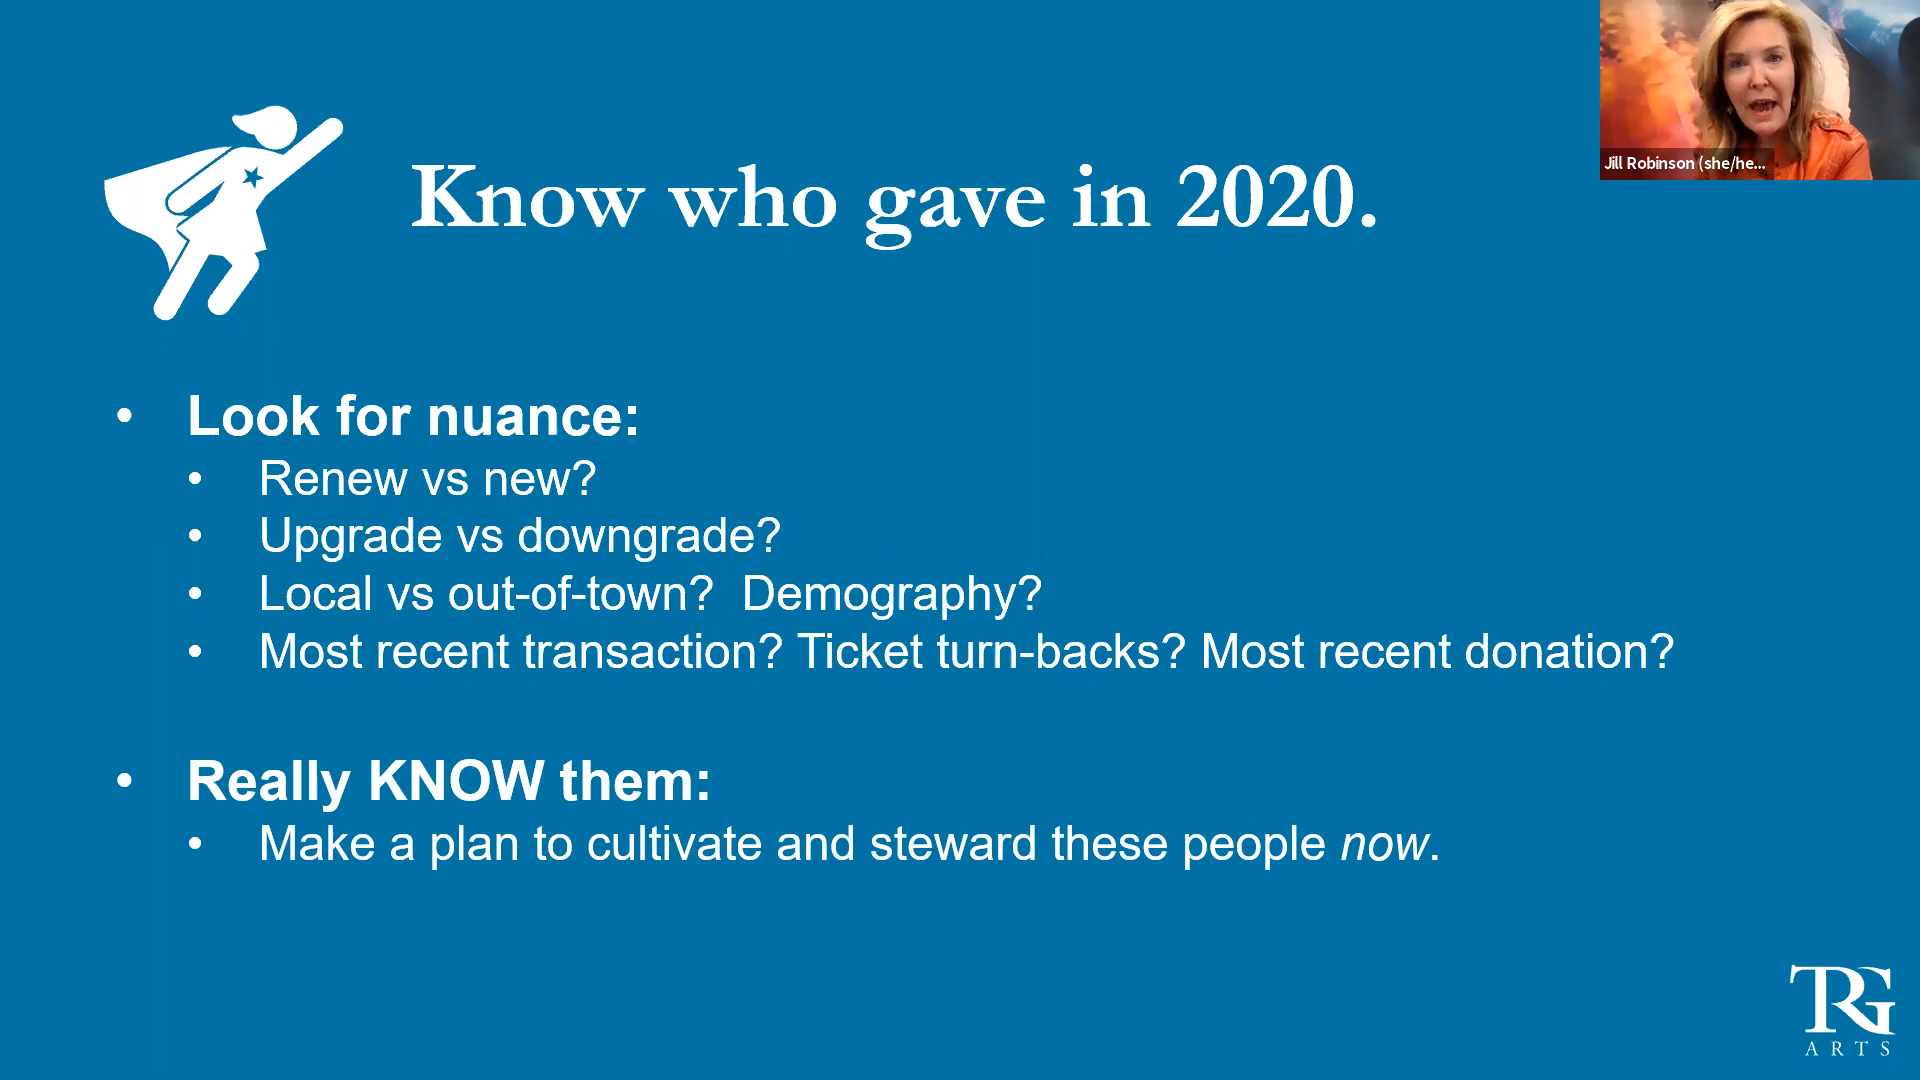 Know who gave in 2020.
Jill Robinson (she/he...
• Look for nuance:
• Renew vs new?
• Upgrade vs downgrade?
• Local vs out-of-town? Demography?
• Most recent transaction? Ticket turn-backs? Most recent donation?
• Really KNOW them:
• Make a plan to cultivate and steward these people now.
TRG
ARTS